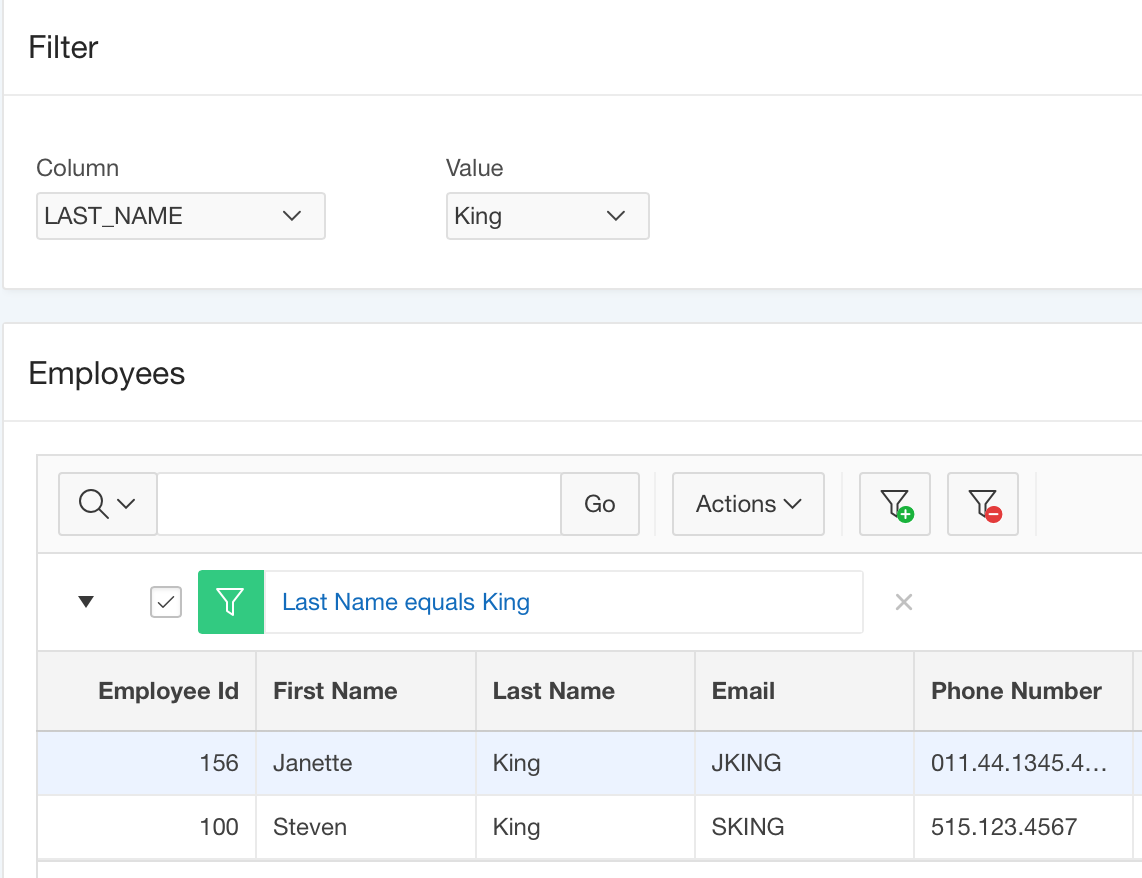 Filter
Column Value
LAST_NAME King
Employees
Go Actions
Last Name equals King
Employee Id First Name Last Name Email Phone Number
156 Janette King JKING 011.44.1345.4...
100 Steven King SKING 515.123.4567